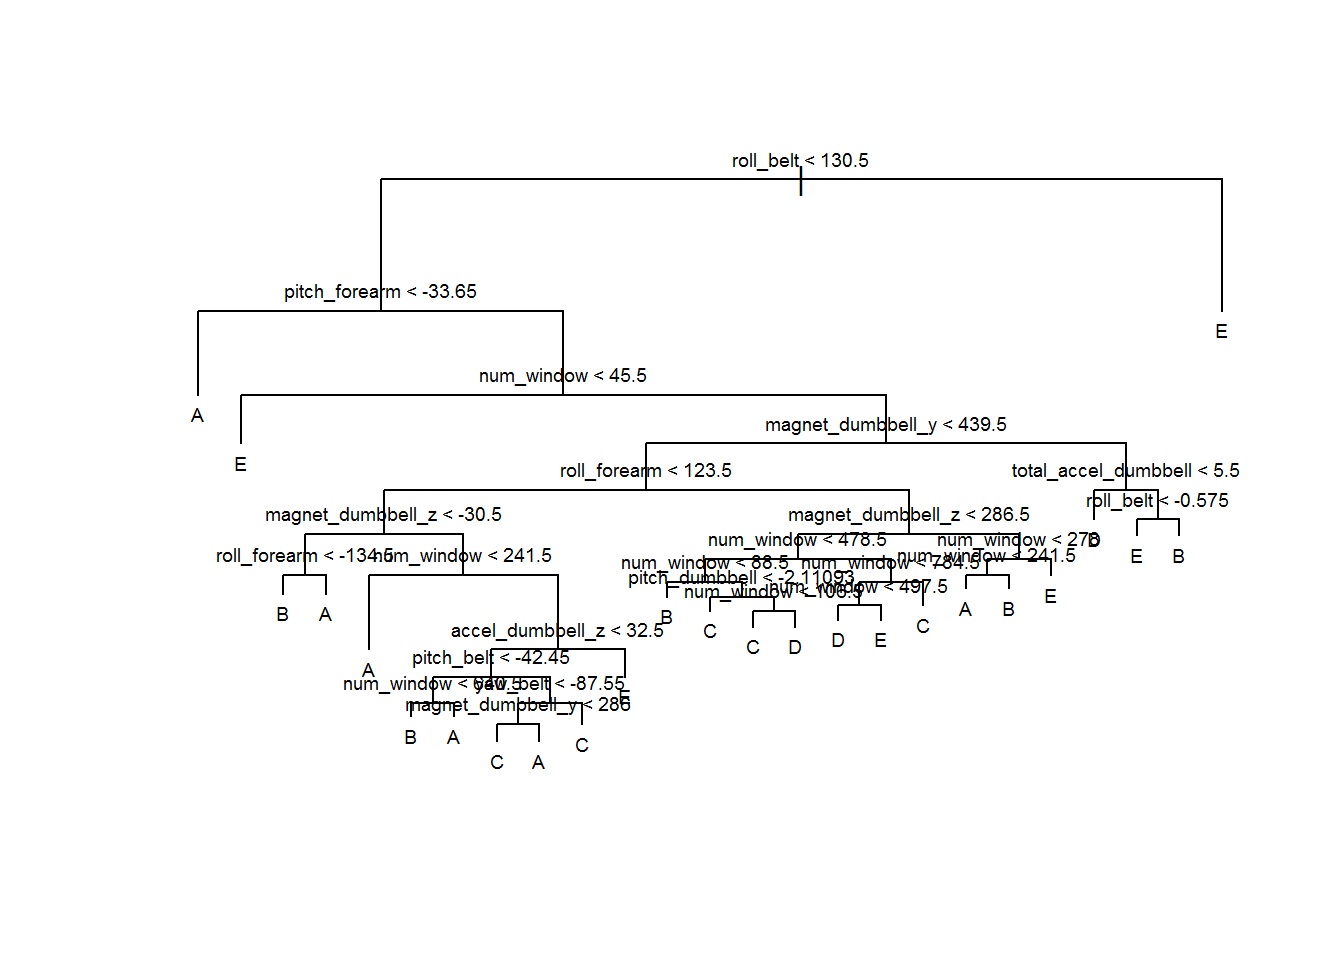 roll_belt < 130.5
pitch_forearm < -33.65
E
num_window < 45.5
A
magnet_dumbbell_y < 439.5
E
roll_forearm < 123.5
total_accel_dumbbell < 5.5
roll_belt < -0.575
magnet_dumbbell_z < -30.5
magnet_dumbbell_z < 286.5
num_window < 478.5
num_window < 278
roll_forearm < -134.5
num_window < 241.5
num_window < 88.5
num_window < 784.5
num_window < 241.5
E
B
pitch_dumbbell < -2.11093
num_window < 106.5
num_window < 497.5
B
A
B
C
C
D
D
E
C
A
B
E
accel_dumbbell_z < 32.5
A
pitch_belt < -42.45
num_window <
yaw_belt < -87.55
E
magnet_dumbbell_y < 286
B
A
C
A
C